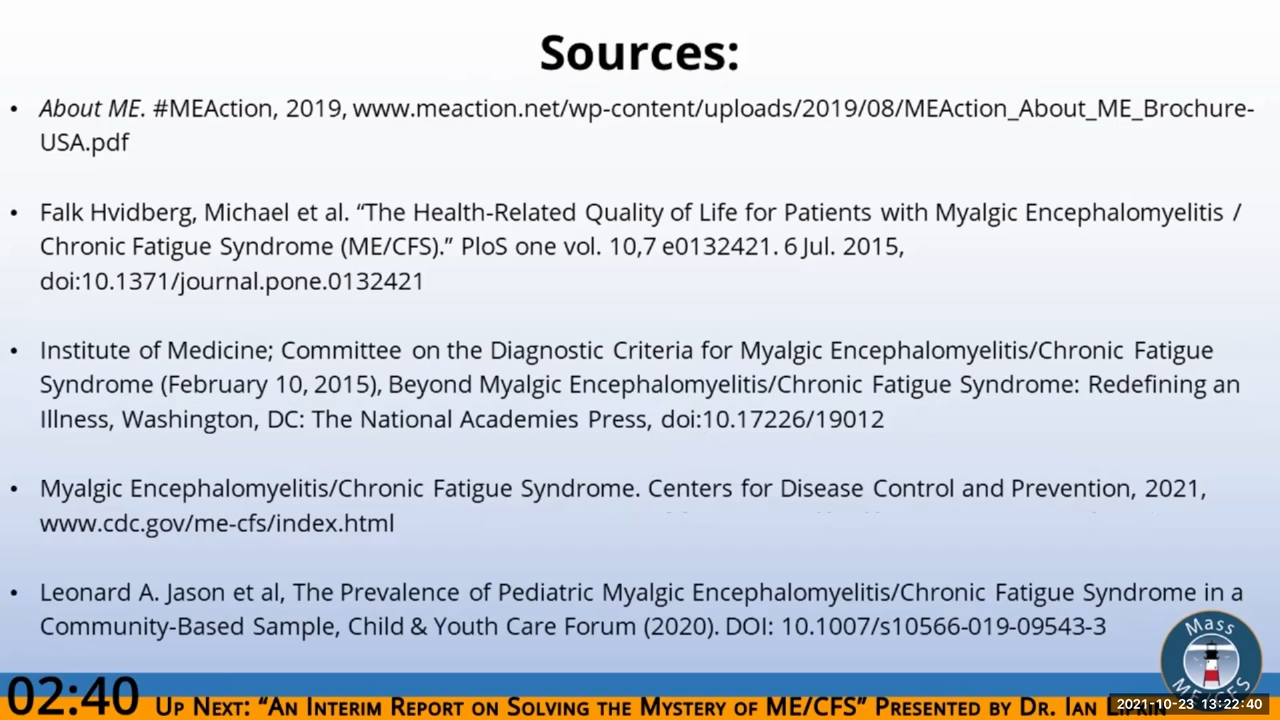 Sources:
• About ME. #MEAction, 2019, www.meaction.net/wp-content/uploads/2019/08/MEAction_About_ME_Brochure-
USA.pdf
• Falk Hvidberg, Michael et al. “The Health-Related Quality of Life for Patients with Myalgic Encephalomyelitis /
Chronic Fatigue Syndrome (ME/CFS).” PloS one vol. 10,7 e0132421. 6 Jul. 2015,
doi:10.1371/journal.pone.0132421
• Institute of Medicine; Committee on the Diagnostic Criteria for Myalgic Encephalomyelitis/Chronic Fatigue
Syndrome (February 10, 2015), Beyond Myalgic Encephalomyelitis/Chronic Fatigue Syndrome: Redefining an
Illness, Washington, DC: The National Academies Press, doi:10.17226/19012
• Myalgic Encephalomyelitis/Chronic Fatigue Syndrome. Centers for Disease Control and Prevention, 2021,
www.cdc.gov/me-cfs/index.html
• Leonard A. Jason et al, The Prevalence of Pediatric Myalgic Encephalomyelitis/Chronic Fatigue Syndrome in a
Community-Based Sample, Child & Youth Care Forum (2020). DOI: 10.1007/s10566-019-09543-3
Mass
ME/CFS
02:40 Up Next: “An Interim Report on Solving the Mystery of ME/CFS” Presented by Dr. Ian
2021-10-23 13:22:40